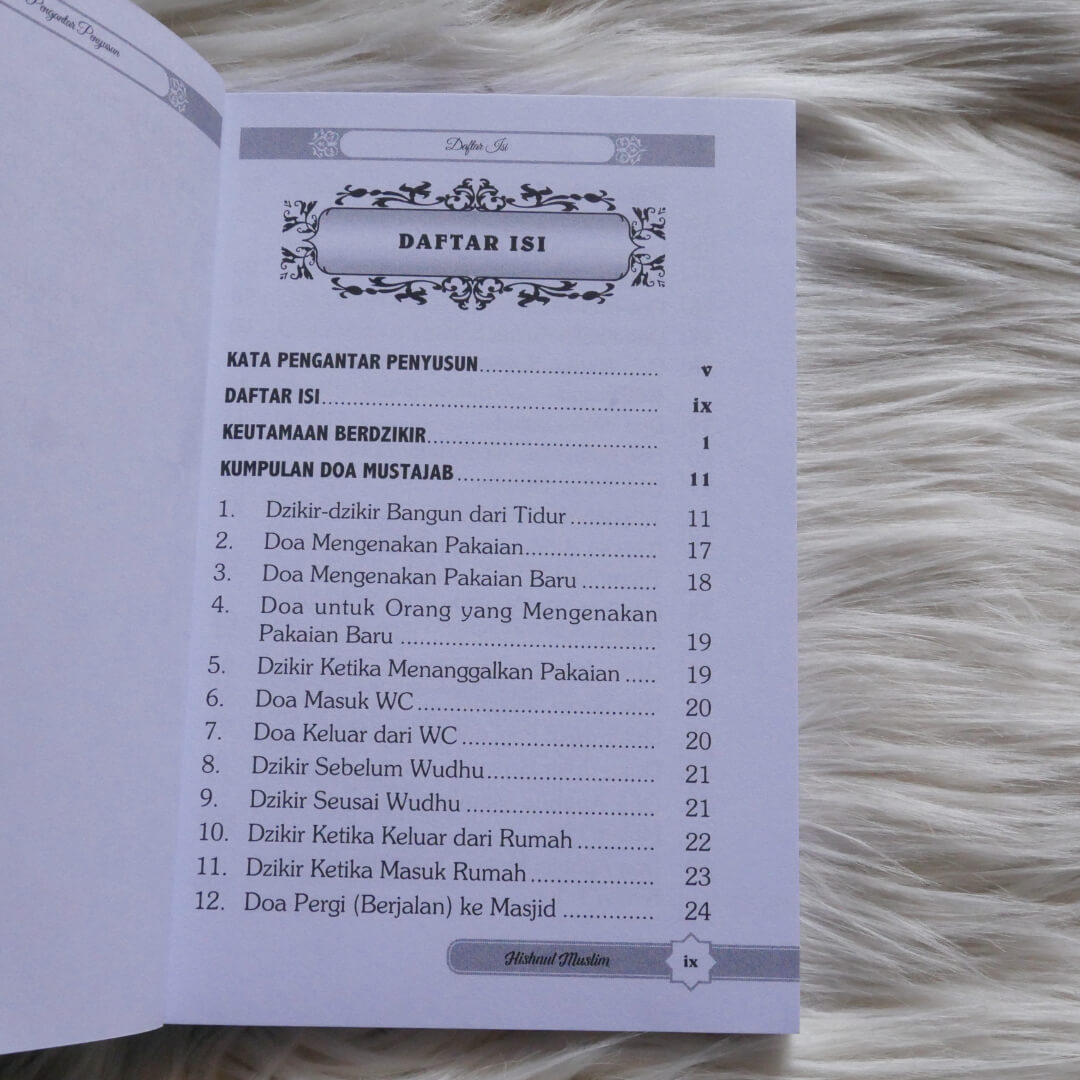 Pengantar Penyusun
Daftar Isi
DAFTAR ISI
KATA PENGANTAR PENYUSUN.......................... v
DAFTAR ISI.................................................. ix
KEUTAMAAN BERDZIKIR.................................. 1
KUMPULAN DOA MUSTAJAB............................. 11
1. Dzikir-dzikir Bangun dari Tidur ............. 11
2. Doa Mengenakan Pakaian................... 17
3. Doa Mengenakan Pakaian Baru ........... 18
4. Doa untuk Orang yang Mengenakan
Pakaian Baru ..................................... 19
5. Dzikir Ketika Menanggalkan Pakaian ..... 19
6. Doa Masuk WC................................... 20
7. Doa Keluar dari WC............................ 20
8. Dzikir Sebelum Wudhu........................ 21
9. Dzikir Seusai Wudhu ........................... 21
10. Dzikir Ketika Keluar dari Rumah ........... 22
11. Dzikir Ketika Masuk Rumah.................. 23
12. Doa Pergi (Berjalan) ke Masjid ............. 24
Hishnul Muslim ix